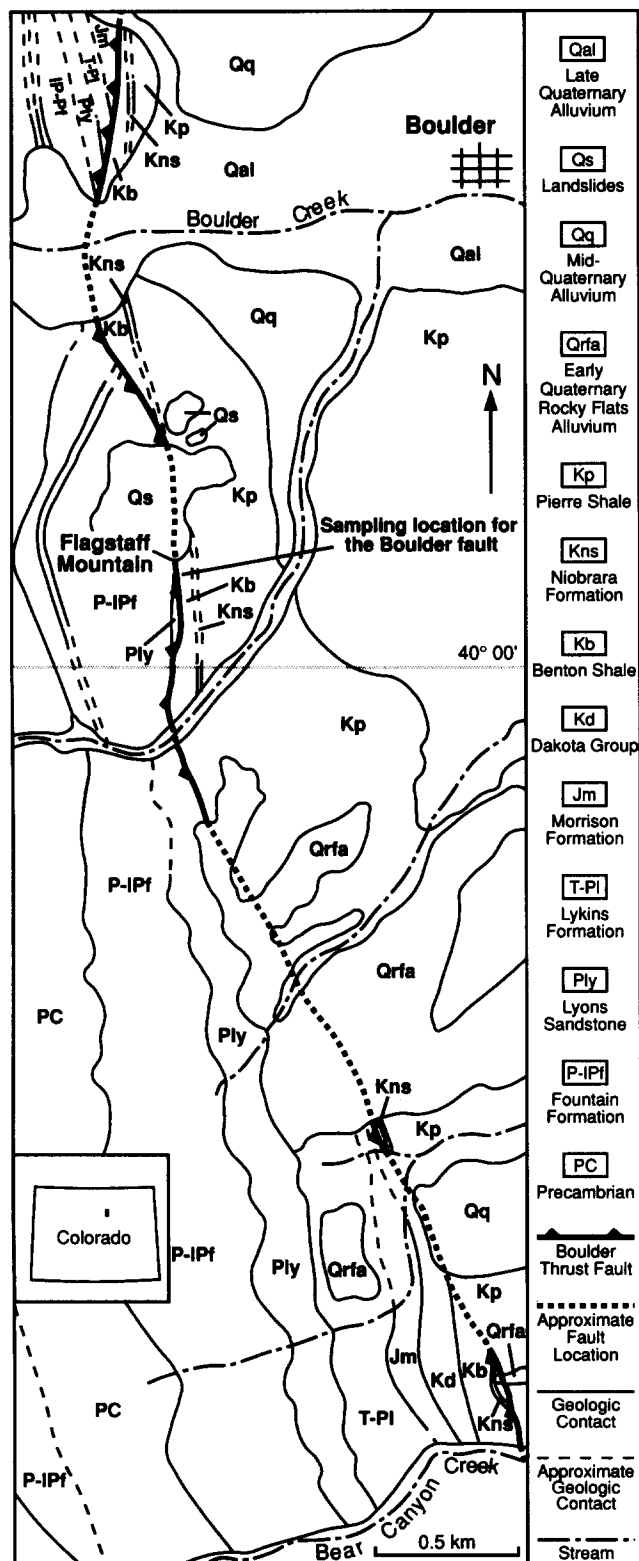 Jm
T-Pl
Ply
IP-Pf
Kp
Kns
Kb
Qq
Qal
Boulder
Boulder Creek
Kns
Kb
Qq
Qal
Kp
N
Qs
Qs
Kp
Flagstaff
Mountain
Sampling location for
the Boulder fault
P-IPf
Kb
Kns
Ply
40° 00'
Kp
P-IPf
Qrfa
Qrfa
PC
Ply
Kns
Kp
Colorado
P-IPf
Ply
Qrfa
Qq
Kp
Qrfa
Jm
Kb
Kd
Kns
PC
T-Pl
P-IPf
Bear Canyon Creek
0.5 km
Qal
Late
Quaternary
Alluvium
Qs
Landslides
Qq
Mid-
Quaternary
Alluvium
Qrfa
Early
Quaternary
Rocky Flats
Alluvium
Kp
Pierre Shale
Kns
Niobrara
Formation
Kb
Benton Shale
Kd
Dakota Group
Jm
Morrison
Formation
T-Pl
Lykins
Formation
Ply
Lyons
Sandstone
P-IPf
Fountain
Formation
PC
Precambrian
Boulder
Thrust Fault
Approximate
Fault
Location
Geologic
Contact
Approximate
Geologic
Contact
Stream